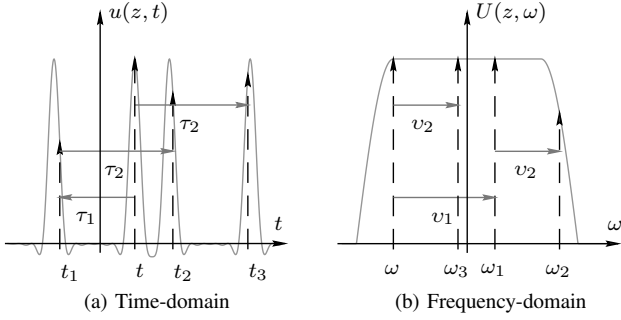 u(z, t)
τ₂
τ₂
τ₁
t
t₁
t
t₂
t₃
(a) Time-domain
U(z, ω)
υ₂
υ₂
υ₁
ω
ω
ω₃
ω₁
ω₂
(b) Frequency-domain